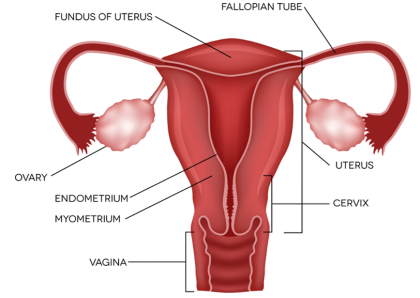 FALLOPIAN TUBE
FUNDUS OF UTERUS
OVARY
UTERUS
ENDOMETRIUM
CERVIX
MYOMETRIUM
VAGINA